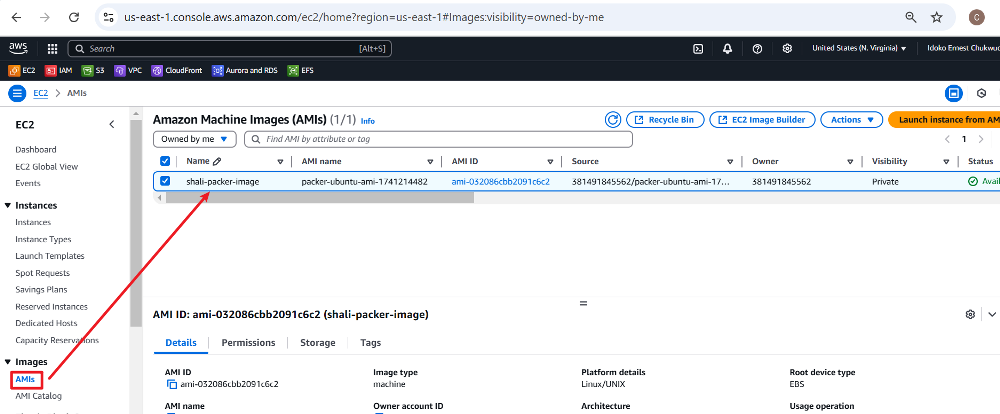 us-east-1.console.aws.amazon.com/ec2/home?region=us-east-1#Images:visibility=owned-by-me
C
aws Search [Alt+S] United States (N. Virginia) Idoko Ernest Chukwuc
EC2 IAM S3 VPC CloudFront Aurora and RDS EFS
EC2 > AMIs
EC2
Dashboard
EC2 Global View
Events
Instances
Instances
Instance Types
Launch Templates
Spot Requests
Savings Plans
Reserved Instances
Dedicated Hosts
Capacity Reservations
Images
AMIs
AMI Catalog
Amazon Machine Images (AMIs) (1/1) Info
Recycle Bin
EC2 Image Builder
Actions
Launch instance from AM
Owned by me
Find AMI by attribute or tag
1
Name AMI name AMI ID Source Owner Visibility Status
shali-packer-image packer-ubuntu-ami-1741214482 ami-032086cbb2091c6c2 381491845562/packer-ubuntu-ami-17... 381491845562 Private Avail
AMI ID: ami-032086cbb2091c6c2 (shali-packer-image)
Details Permissions Storage Tags
AMI ID Image type Platform details Root device type
ami-032086cbb2091c6c2 machine Linux/UNIX EBS
AMI name Owner account ID Architecture Usage operation